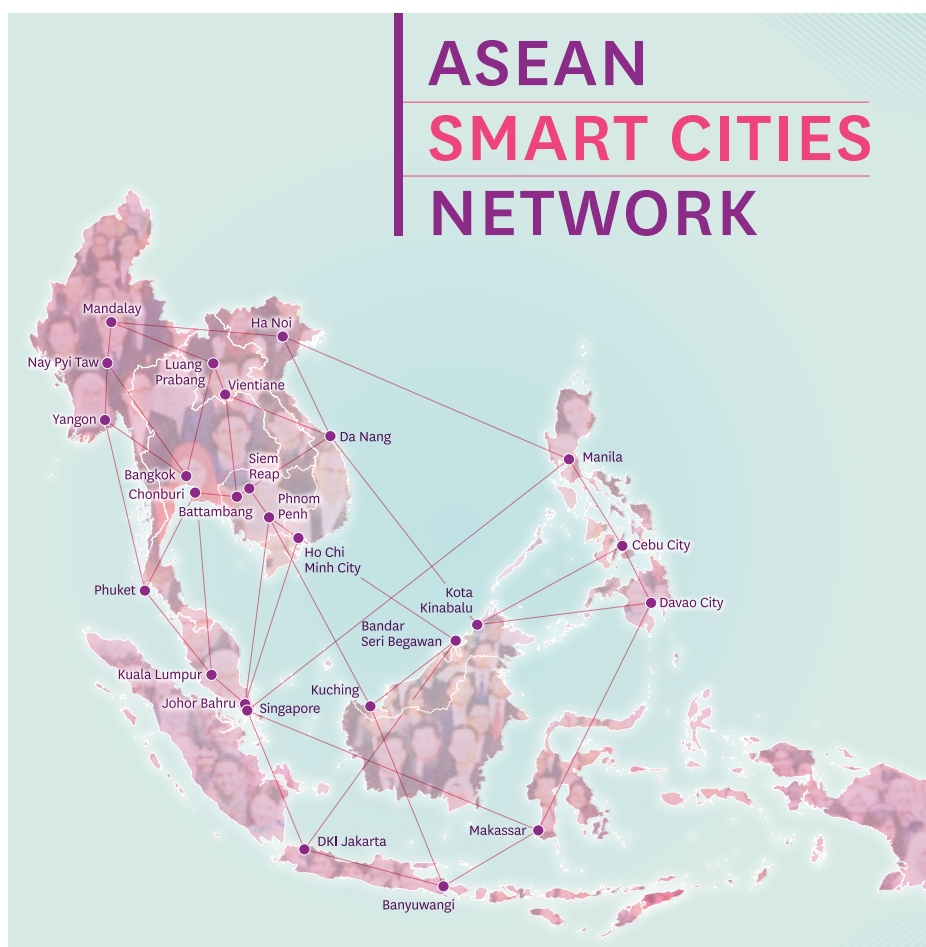 ASEAN
SMART CITIES
NETWORK
Mandalay
Ha Noi
Nay Pyi Taw
Luang
Prabang
Vientiane
Yangon
Da Nang
Siem
Reap
Bangkok
Chonburi
Battambang
Phnom
Penh
Manila
Ho Chi
Minh City
Cebu City
Phuket
Kota
Kinabalu
Davao City
Bandar
Seri Begawan
Kuala Lumpur
Kuching
Johor Bahru
Singapore
Makassar
DKI Jakarta
Banyuwangi